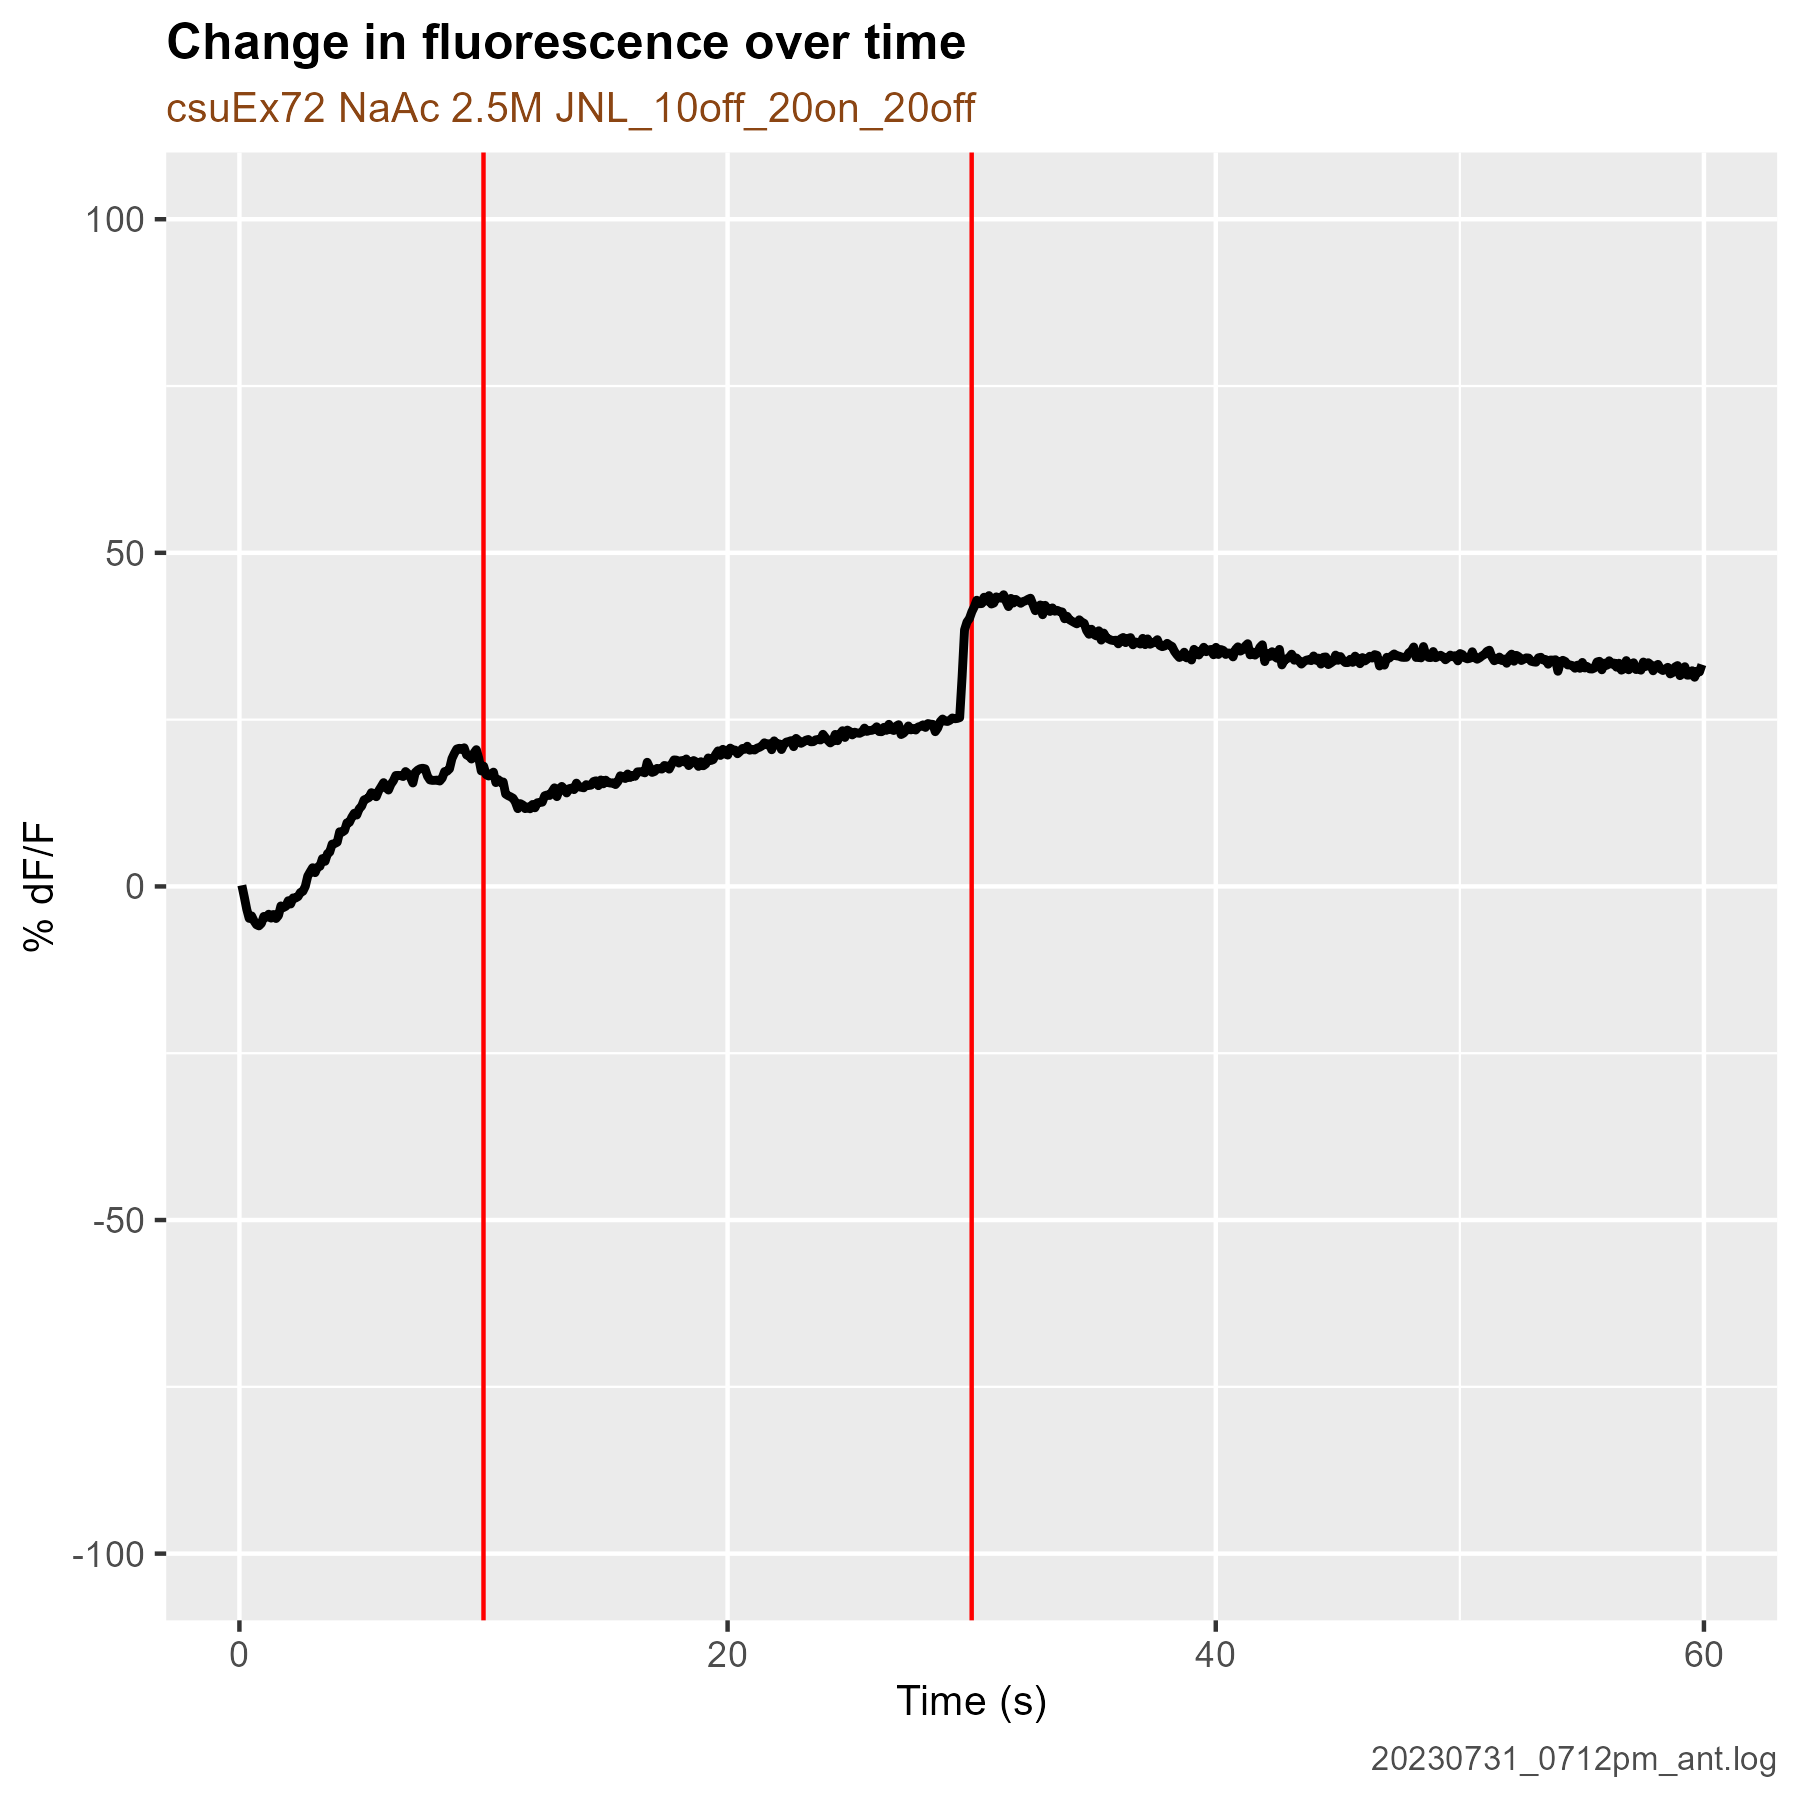 Change in fluorescence over time
csuEx72 NaAc 2.5M JNL_10off_20on_20off
100
50
0
-50
-100
% dF/F
0 20 40 60
Time (s)
20230731_0712pm_ant.log